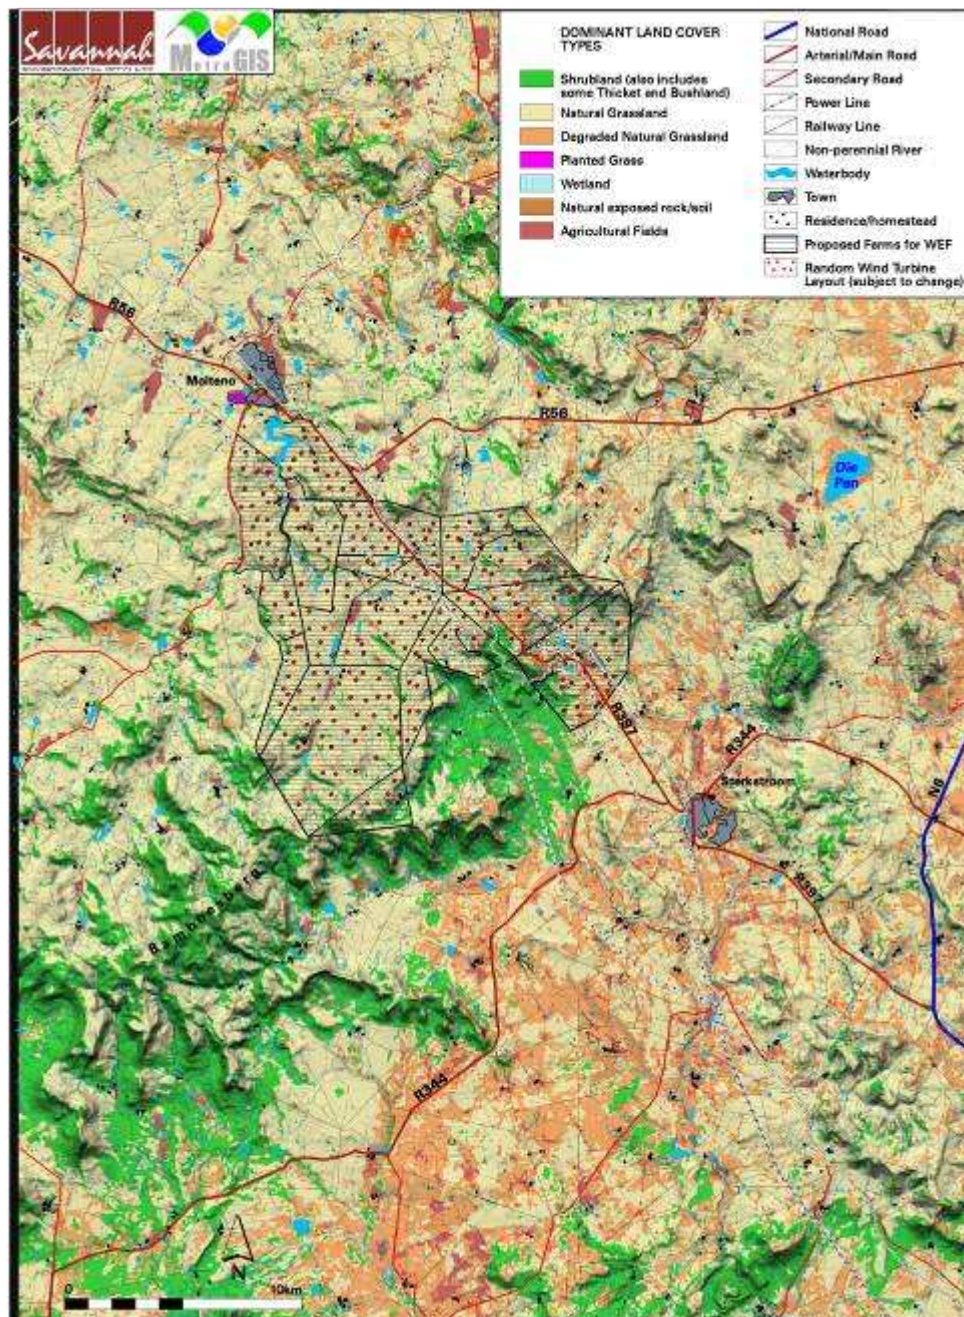 Savannah
MetroGIS
DOMINANT LAND COVER
TYPES
Shrubland (also includes
some Thicket and Bushland)
Natural Grassland
Degraded Natural Grassland
Planted Grass
Wetland
Natural exposed rock/soil
Agricultural Fields
National Road
Arterial/Main Road
Secondary Road
Power Line
Railway Line
Non-perennial River
Waterbody
Town
Residence/homestead
Proposed Farms for WEF
Random Wind Turbine
Layout (subject to change)
R56
Molteno
R56
Die
Pan
R397
R344
Sterkstroom
N6
R397
Bamboesberg
R344
N
0
10km